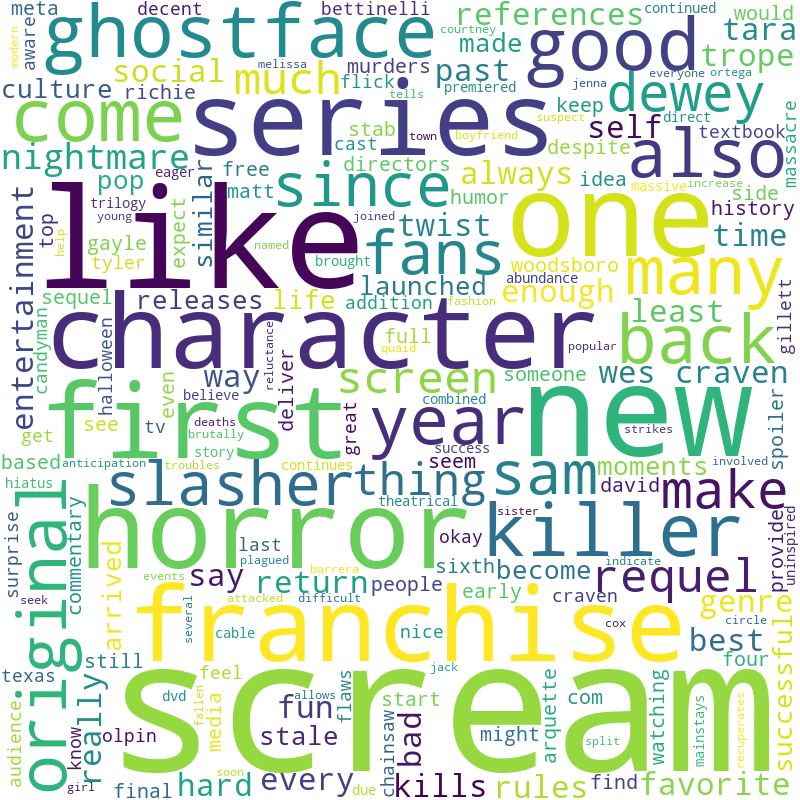 meta
decent
bettinelli
continued
would
modern
aware
ghostface
courtney
references
good
tara
social
melissa
made
trope
murders
much
past
everyone
ortega
culture
richie
flick
premiered
jenna
come
series
tells
keep
dewey
stab
suspect
direct
town
boyfriend
self
textbook
massacre
nightmare
cast
despite
also
eager
free
directors
pop
matt
since
always
idea
massive
increase
side
trilogy
humor
history
young
similar
like
joined
twist
one
time
top
expect
help
gayle
named
fans
woodsboro
entertainment
tyler
brought
abundance
many
sequel
releases
life
launched
enough
addition
gillett
candyman
character
full
least
reluctance
popular
back
halloween
quaid
way
screen
someone
wes craven
even
believe
combined
see
deliver
first
year
new
spoiler
get
tv
deaths
great
strikes
brutally
story
success
based
anticipation
troubles
continues
seem
moments
involved
hiatus
slasher
thing
sam
david
make
theatrical
original
horror
sister
killer
provided
uninspired
commentary
surprise
last
okay
plagued
indicate
events
barrera
sixth
become
requel
say
return
people
early
craven
seek
arrived
attacked
difficult
franchise
genre
several
cox
circle
cable
nice
best
texas
still
jack
four
feel
scream
successful
audience
really
media
fallen
dvd
fun
flaws
start
arquette
com
watching
mainstays
recuperates
know
olpin
allows
stale
chainsaw
bad
might
split
girl
final
hard
soon
every
due
kills
rules
find
favorite